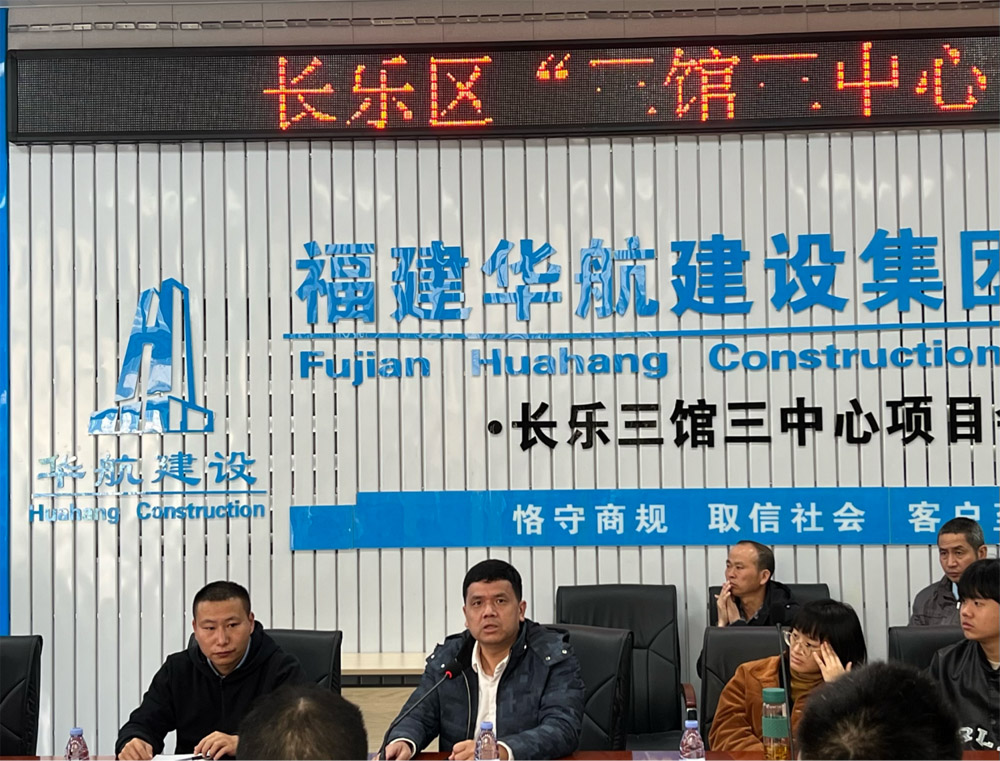 长乐区“三馆三中心
福建华航建设集团
Fujian Huahang Construction
·长乐三馆三中心项目
华航建设
Huahang Construction
恪守商规 取信社会 客户